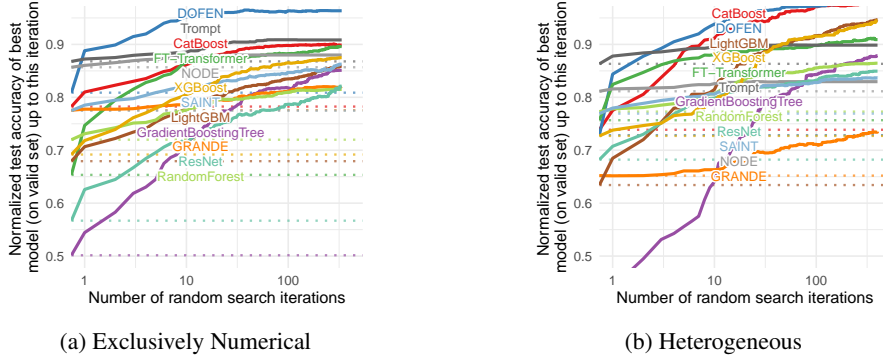 Normalized test accuracy of best
model (on valid set) up to this iteration
0.9
0.8
0.7
0.6
0.5
DOFEN
Trompt
CatBoost
FT−Transformer
NODE
XGBoost
SAINT
LightGBM
GradientBoostingTree
GRANDE
ResNet
RandomForest
1
10
100
Number of random search iterations
(a) Exclusively Numerical
Normalized test accuracy of best
model (on valid set) up to this iteration
0.9
0.8
0.7
0.6
0.5
CatBoost
DOFEN
LightGBM
XGBoost
FT−Transformer
Trompt
GradientBoostingTree
RandomForest
ResNet
SAINT
NODE
GRANDE
1
10
100
Number of random search iterations
(b) Heterogeneous